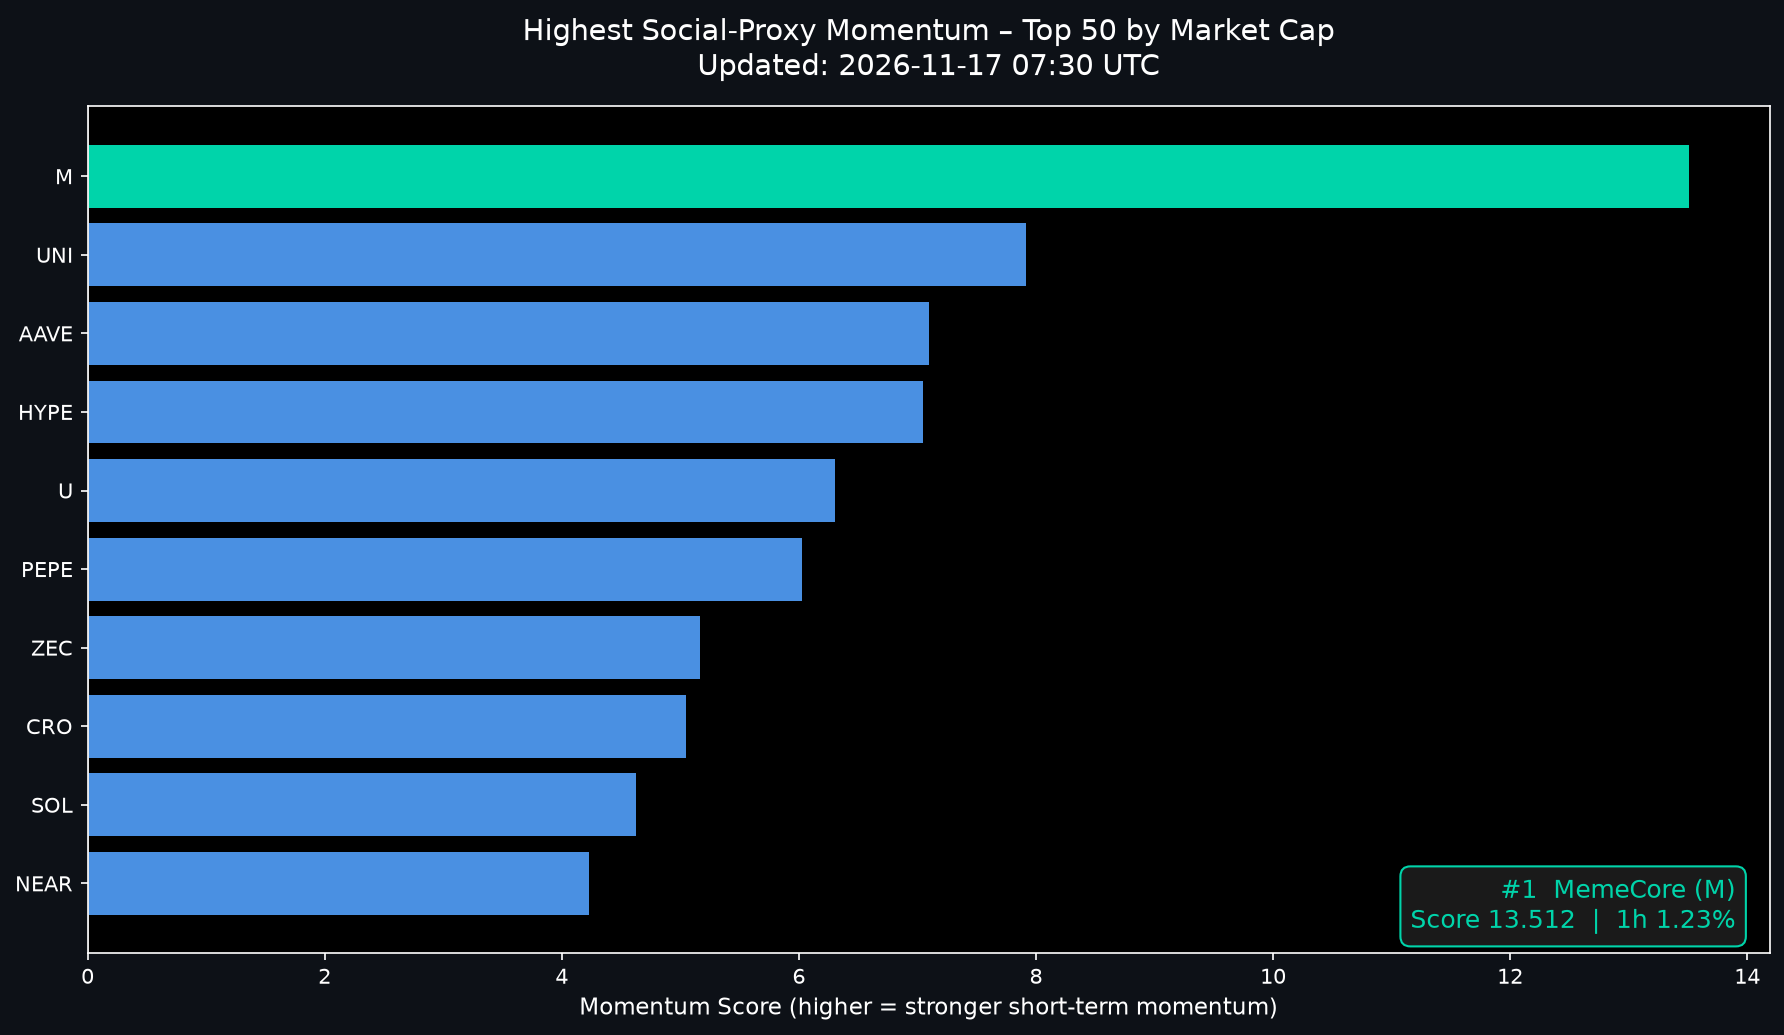 Highest Social-Proxy Momentum – Top 50 by Market Cap
Updated: 2026-11-17 07:30 UTC
M
UNI
AAVE
HYPE
U
PEPE
ZEC
CRO
SOL
NEAR
#1  MemeCore (M)
Score 13.512  |  1h 1.23%
0 2 4 6 8 10 12 14
Momentum Score (higher = stronger short-term momentum)